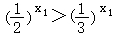 (1/2)^{x₁} > (1/3)^{x₁}